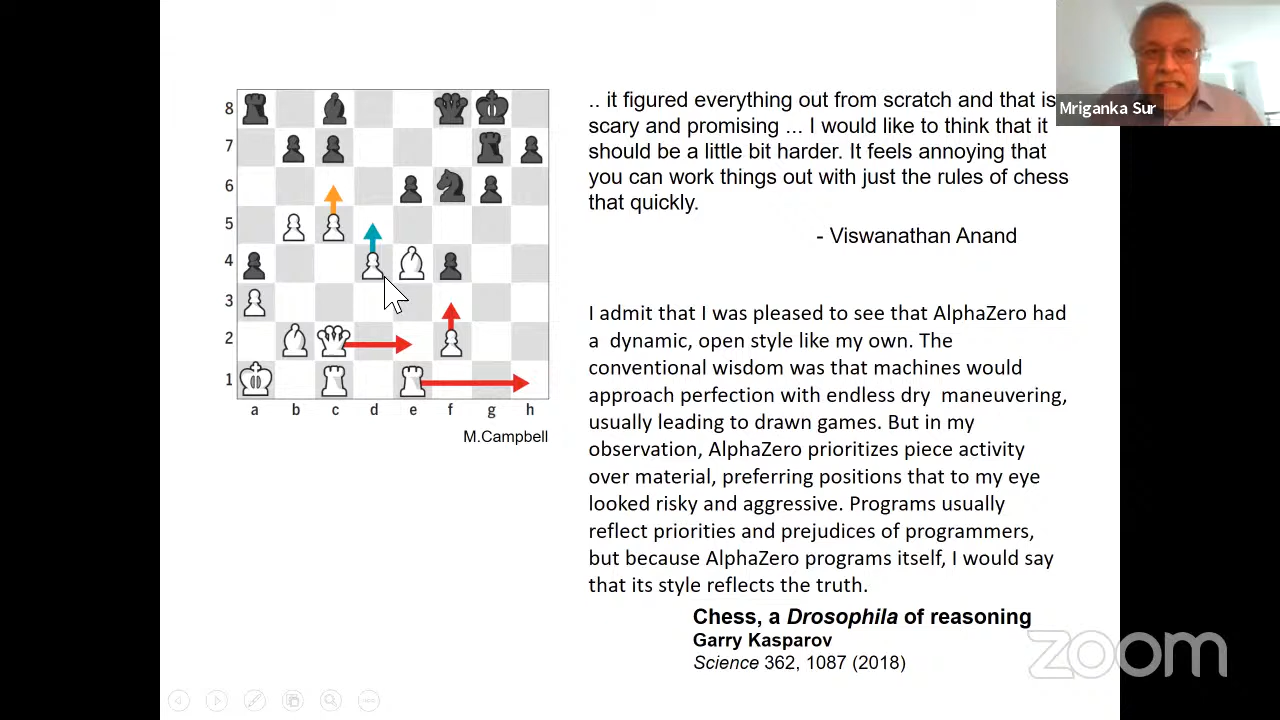 .. it figured everything out from scratch and that is
scary and promising ... I would like to think that it
should be a little bit harder. It feels annoying that
you can work things out with just the rules of chess
that quickly.
- Viswanathan Anand
Mriganka Sur
8
7
6
5
4
3
2
1
a b c d e f g h
M.Campbell
I admit that I was pleased to see that AlphaZero had
a dynamic, open style like my own. The
conventional wisdom was that machines would
approach perfection with endless dry maneuvering,
usually leading to drawn games. But in my
observation, AlphaZero prioritizes piece activity
over material, preferring positions that to my eye
looked risky and aggressive. Programs usually
reflect priorities and prejudices of programmers,
but because AlphaZero programs itself, I would say
that its style reflects the truth.
Chess, a Drosophila of reasoning
Garry Kasparov
Science 362, 1087 (2018)
zoom